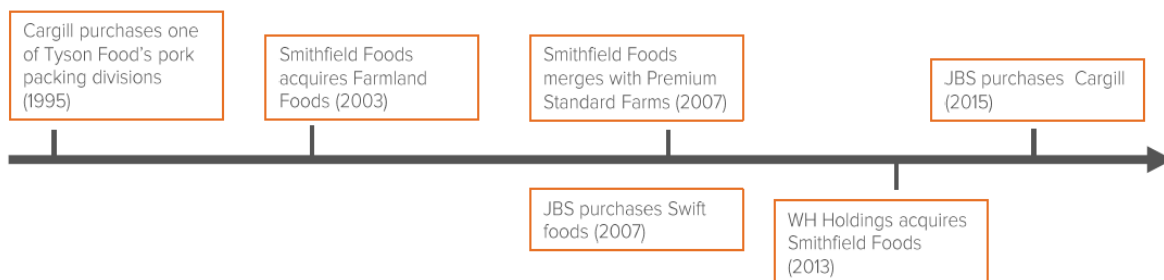 Cargill purchases one
of Tyson Food's pork
packing divisions
(1995)
Smithfield Foods
acquires Farmland
Foods (2003)
Smithfield Foods
merges with Premium
Standard Farms (2007)
JBS purchases Cargill
(2015)
JBS purchases Swift
foods (2007)
WH Holdings acquires
Smithfield Foods
(2013)